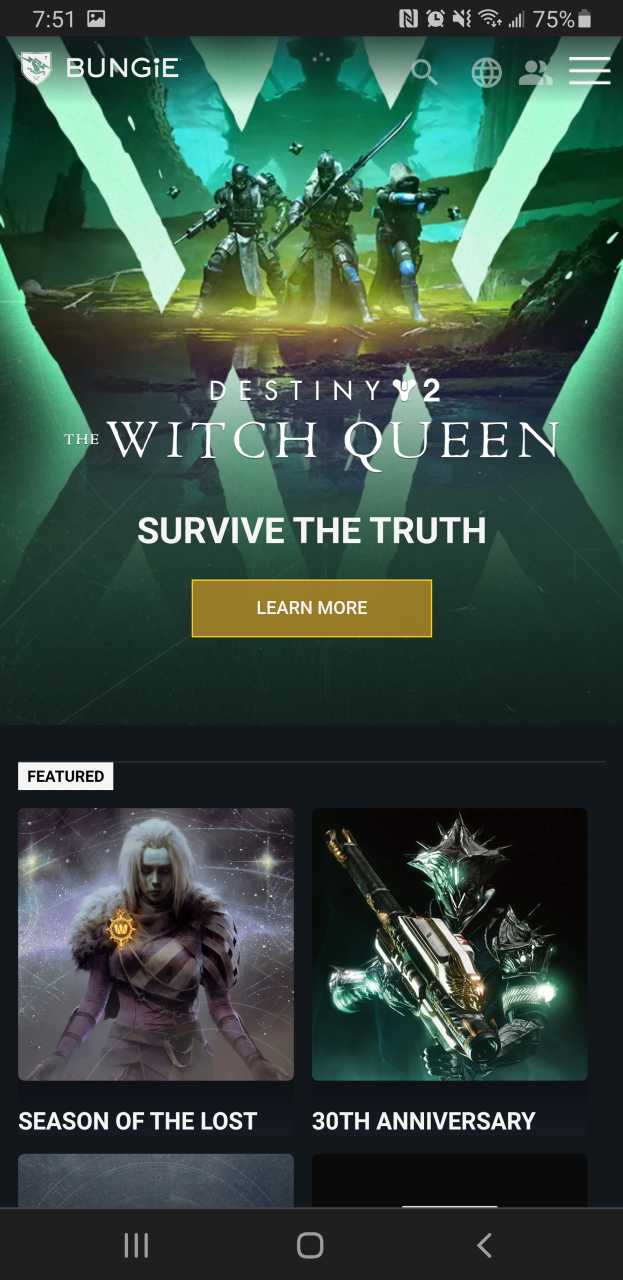 7:51 75%
BUNGiE
DESTINY 2
THE WITCH QUEEN
SURVIVE THE TRUTH
LEARN MORE
FEATURED
SEASON OF THE LOST
30TH ANNIVERSARY